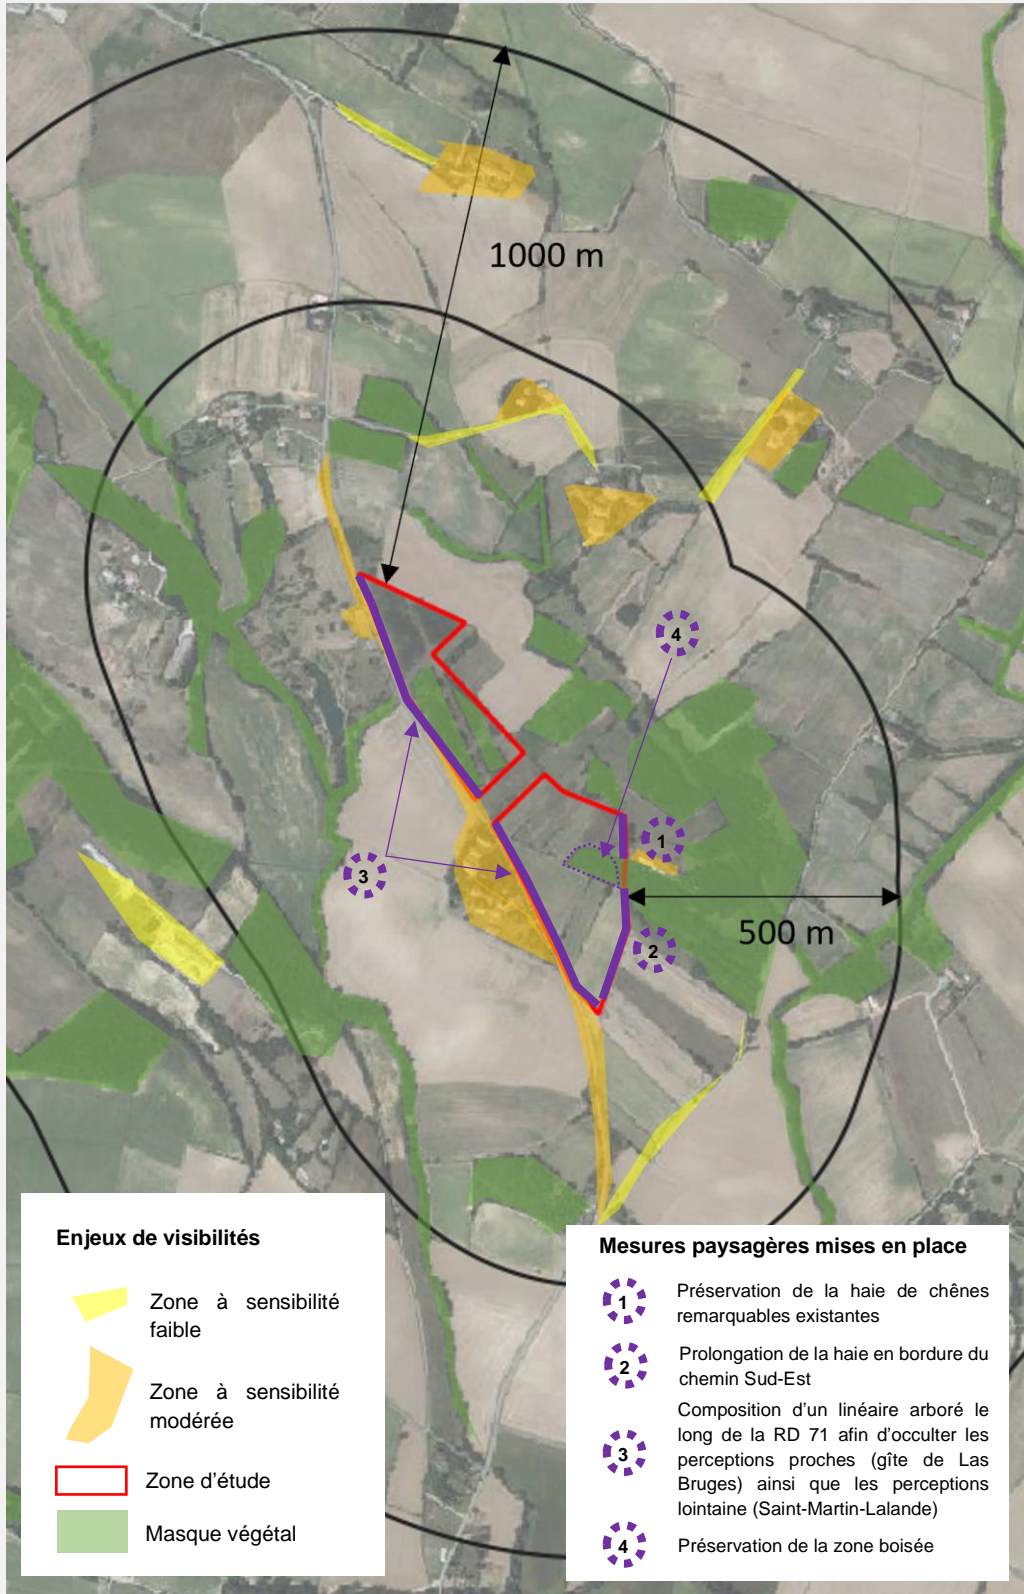 1000 m
4
1
3
500 m
2
Enjeux de visibilités
Zone à sensibilité
faible
Zone à sensibilité
modérée
Zone d'étude
Masque végétal
Mesures paysagères mises en place
1
Préservation de la haie de chênes
remarquables existantes
2
Prolongation de la haie en bordure du
chemin Sud-Est
3
Composition d'un linéaire arboré le
long de la RD 71 afin d'occulter les
perceptions proches (gîte de Las
Bruges) ainsi que les perceptions
lointaine (Saint-Martin-Lalande)
4
Préservation de la zone boisée